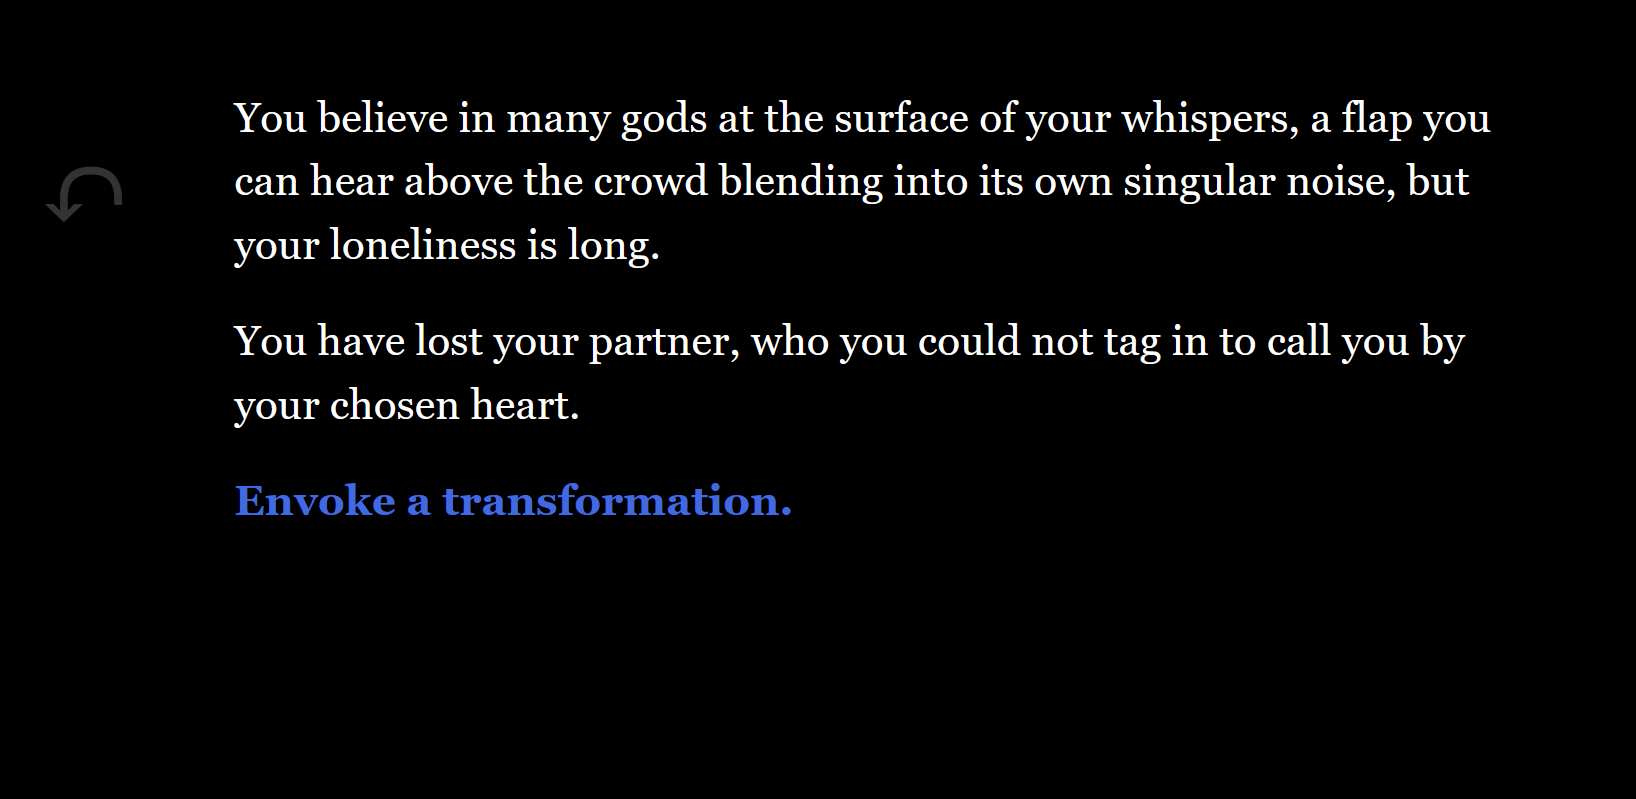 You believe in many gods at the surface of your whispers, a flap you
can hear above the crowd blending into its own singular noise, but
your loneliness is long.
You have lost your partner, who you could not tag in to call you by
your chosen heart.
Envoke a transformation.